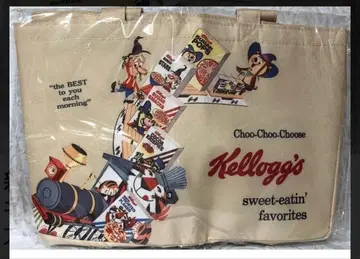 "the BEST
to you
each
morning"
Choo-Choo-Choose
Kellogg's
sweet-eatin'
favorites